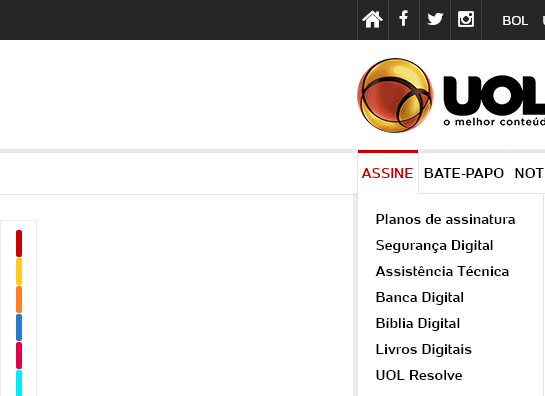 BOL
UOL
o melhor conteúd
ASSINE BATE-PAPO NOT
Planos de assinatura
Segurança Digital
Assistência Técnica
Banca Digital
Bíblia Digital
Livros Digitais
UOL Resolve